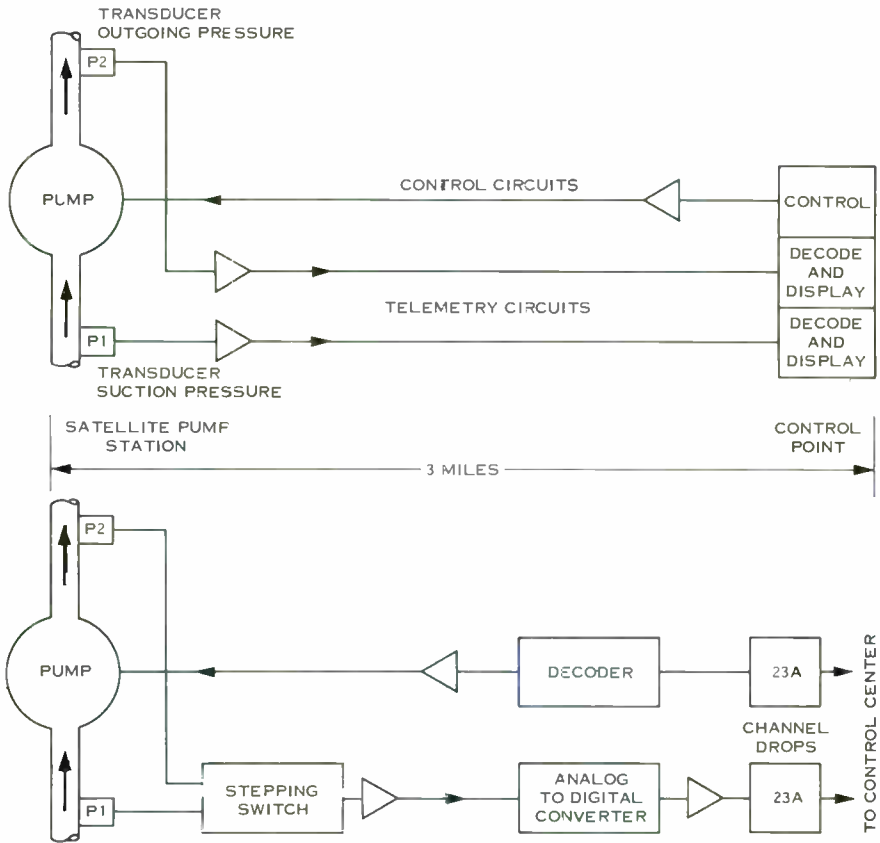 TRANSDUCER
OUTGOING PRESSURE
P2
PUMP
CONTROL CIRCUITS
CONTROL
DECODE
AND
DISPLAY
TELEMETRY CIRCUITS
DECODE
AND
DISPLAY
P1
TRANSDUCER
SUCTION PRESSURE
SATELLITE PUMP
STATION
CONTROL
POINT
3 MILES
P2
PUMP
DECODER
23A
CHANNEL
DROPS
TO CONTROL CENTER
P1
STEPPING
SWITCH
ANALOG
TO DIGITAL
CONVERTER
23A